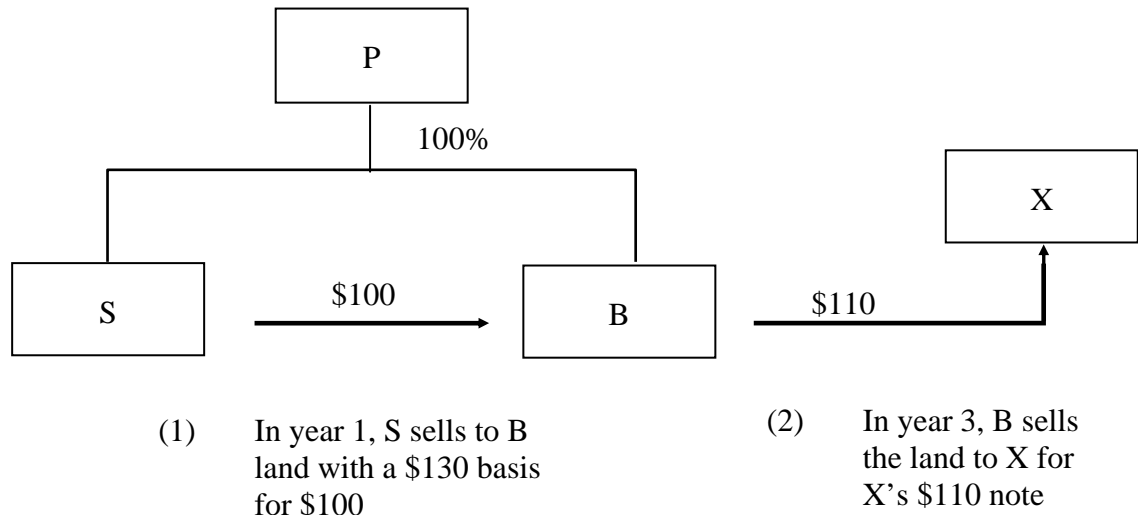 P
100%
X
S
$100
B
$110
(1) In year 1, S sells to B
land with a $130 basis
for $100
(2) In year 3, B sells
the land to X for
X’s $110 note